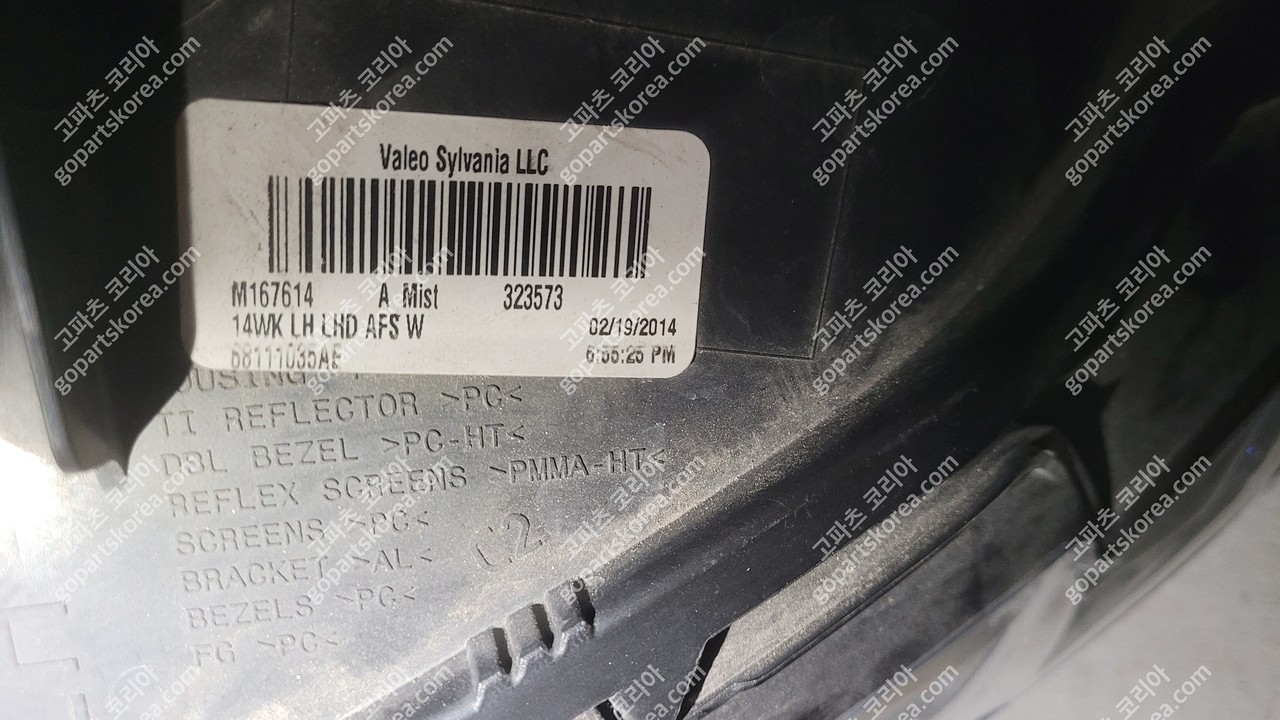 Valeo Sylvania LLC
M167614 A Mist 323573
14WK LH LHD AFS W 02/19/2014
68111035AE 6:55:25 PM
TI REFLECTOR >PC<
DBL BEZEL >PC-HT<
REFLEX SCREENS >PMMA-HT<
SCREENS >PC<
BRACKET >AL<
BEZELS >PC<
FG >PC<
C2
고파츠 코리아
gopartskorea.com